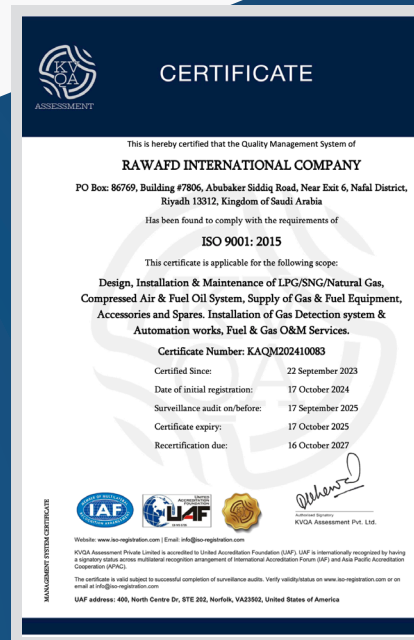 KV
QA
ASSESSMENT
CERTIFICATE
This is hereby certified that the Quality Management System of
RAWAFD INTERNATIONAL COMPANY
PO Box: 86769, Building #7806, Abubaker Siddiq Road, Near Exit 6, Nafal District,
Riyadh 13312, Kingdom of Saudi Arabia
Has been found to comply with the requirements of
ISO 9001: 2015
This certificate is applicable for the following scope:
Design, Installation & Maintenance of LPG/SNG/Natural Gas,
Compressed Air & Fuel Oil System, Supply of Gas & Fuel Equipment,
Accessories and Spares. Installation of Gas Detection system &
Automation works, Fuel & Gas O&M Services.
Certificate Number: KAQM202410083
Certified Since: 22 September 2023
Date of initial registration: 17 October 2024
Surveillance audit on/before: 17 September 2025
Certificate expiry: 17 October 2025
Recertification due: 16 October 2027
IAF
UNITED
ACCREDITATION
FOUNDATION
UAF
Authorised Signatory
KVQA Assessment Pvt. Ltd.
MANAGEMENT SYSTEM CERTIFICATE
Website: www.iso-registration.com | Email: info@iso-registration.com
KVQA Assessment Private Limited is accredited to United Accreditation Foundation (UAF). UAF is internationally recognized by having
a signatory status across multilateral recognition arrangement of International Accreditation Forum (IAF) and Asia Pacific Accreditation
Cooperation (APAC).
The certificate is valid subject to successful completion of surveillance audits. Verify validity/status on www.iso-registration.com or on
email at info@iso-registration.com
UAF address: 400, North Centre Dr, STE 202, Norfolk, VA23502, United States of America